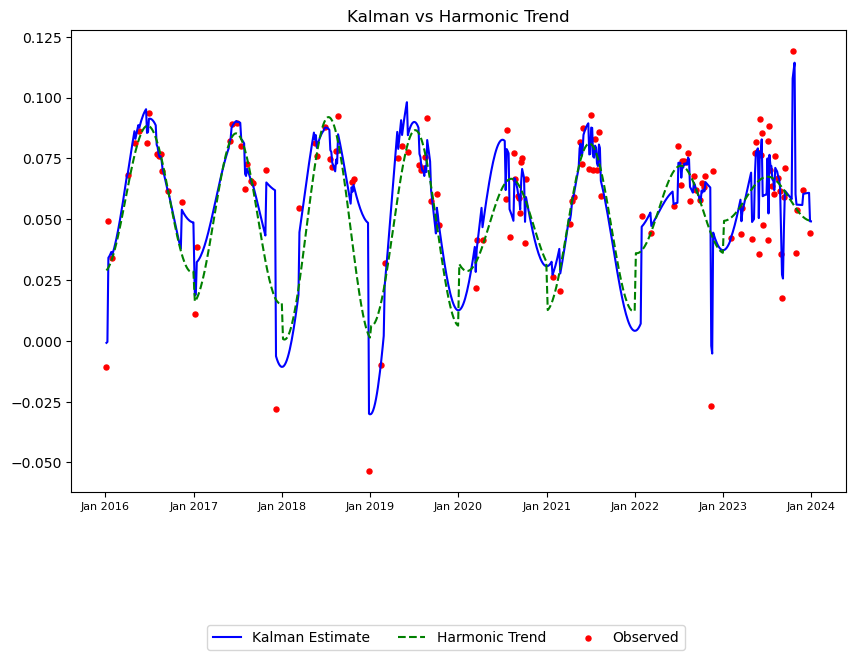 Kalman vs Harmonic Trend
0.125
0.100
0.075
0.050
0.025
0.000
−0.025
−0.050
Jan 2016 Jan 2017 Jan 2018 Jan 2019 Jan 2020 Jan 2021 Jan 2022 Jan 2023 Jan 2024
Kalman Estimate Harmonic Trend Observed